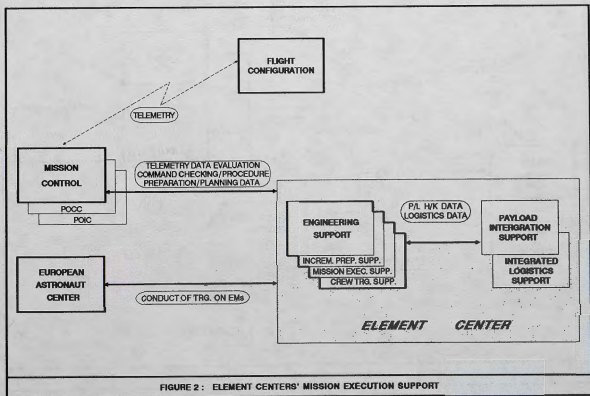 FLIGHT
CONFIGURATION
TELEMETRY
MISSION
CONTROL
POCC
POIC
TELEMETRY DATA EVALUATION
COMMAND CHECKING/PROCEDURE
PREPARATION/PLANNING DATA
ENGINEERING
SUPPORT
INCREM. PREP. SUPP.
MISSION EXEC. SUPP.
CREW TRG. SUPP.
P/L H/K DATA
LOGISTICS DATA
PAYLOAD
INTERGRATION
SUPPORT
INTEGRATED
LOGISTICS
SUPPORT
EUROPEAN
ASTRONAUT
CENTER
CONDUCT OF TRG. ON EMs
ELEMENT CENTER
FIGURE 2 : ELEMENT CENTERS' MISSION EXECUTION SUPPORT